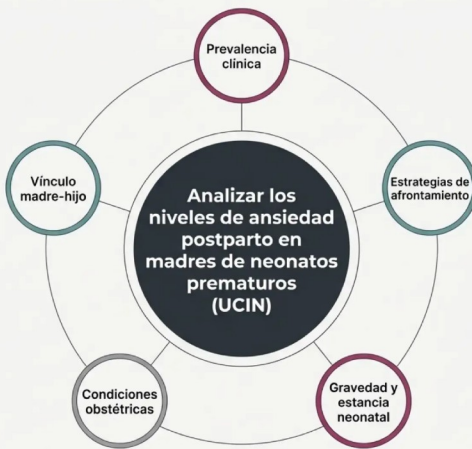 Prevalencia
clínica
Vínculo
madre-hijo
Estrategias de
afrontamiento
Analizar los
niveles de ansiedad
postparto en
madres de neonatos
prematuros
(UCIN)
Condiciones
obstétricas
Gravedad y
estancia
neonatal